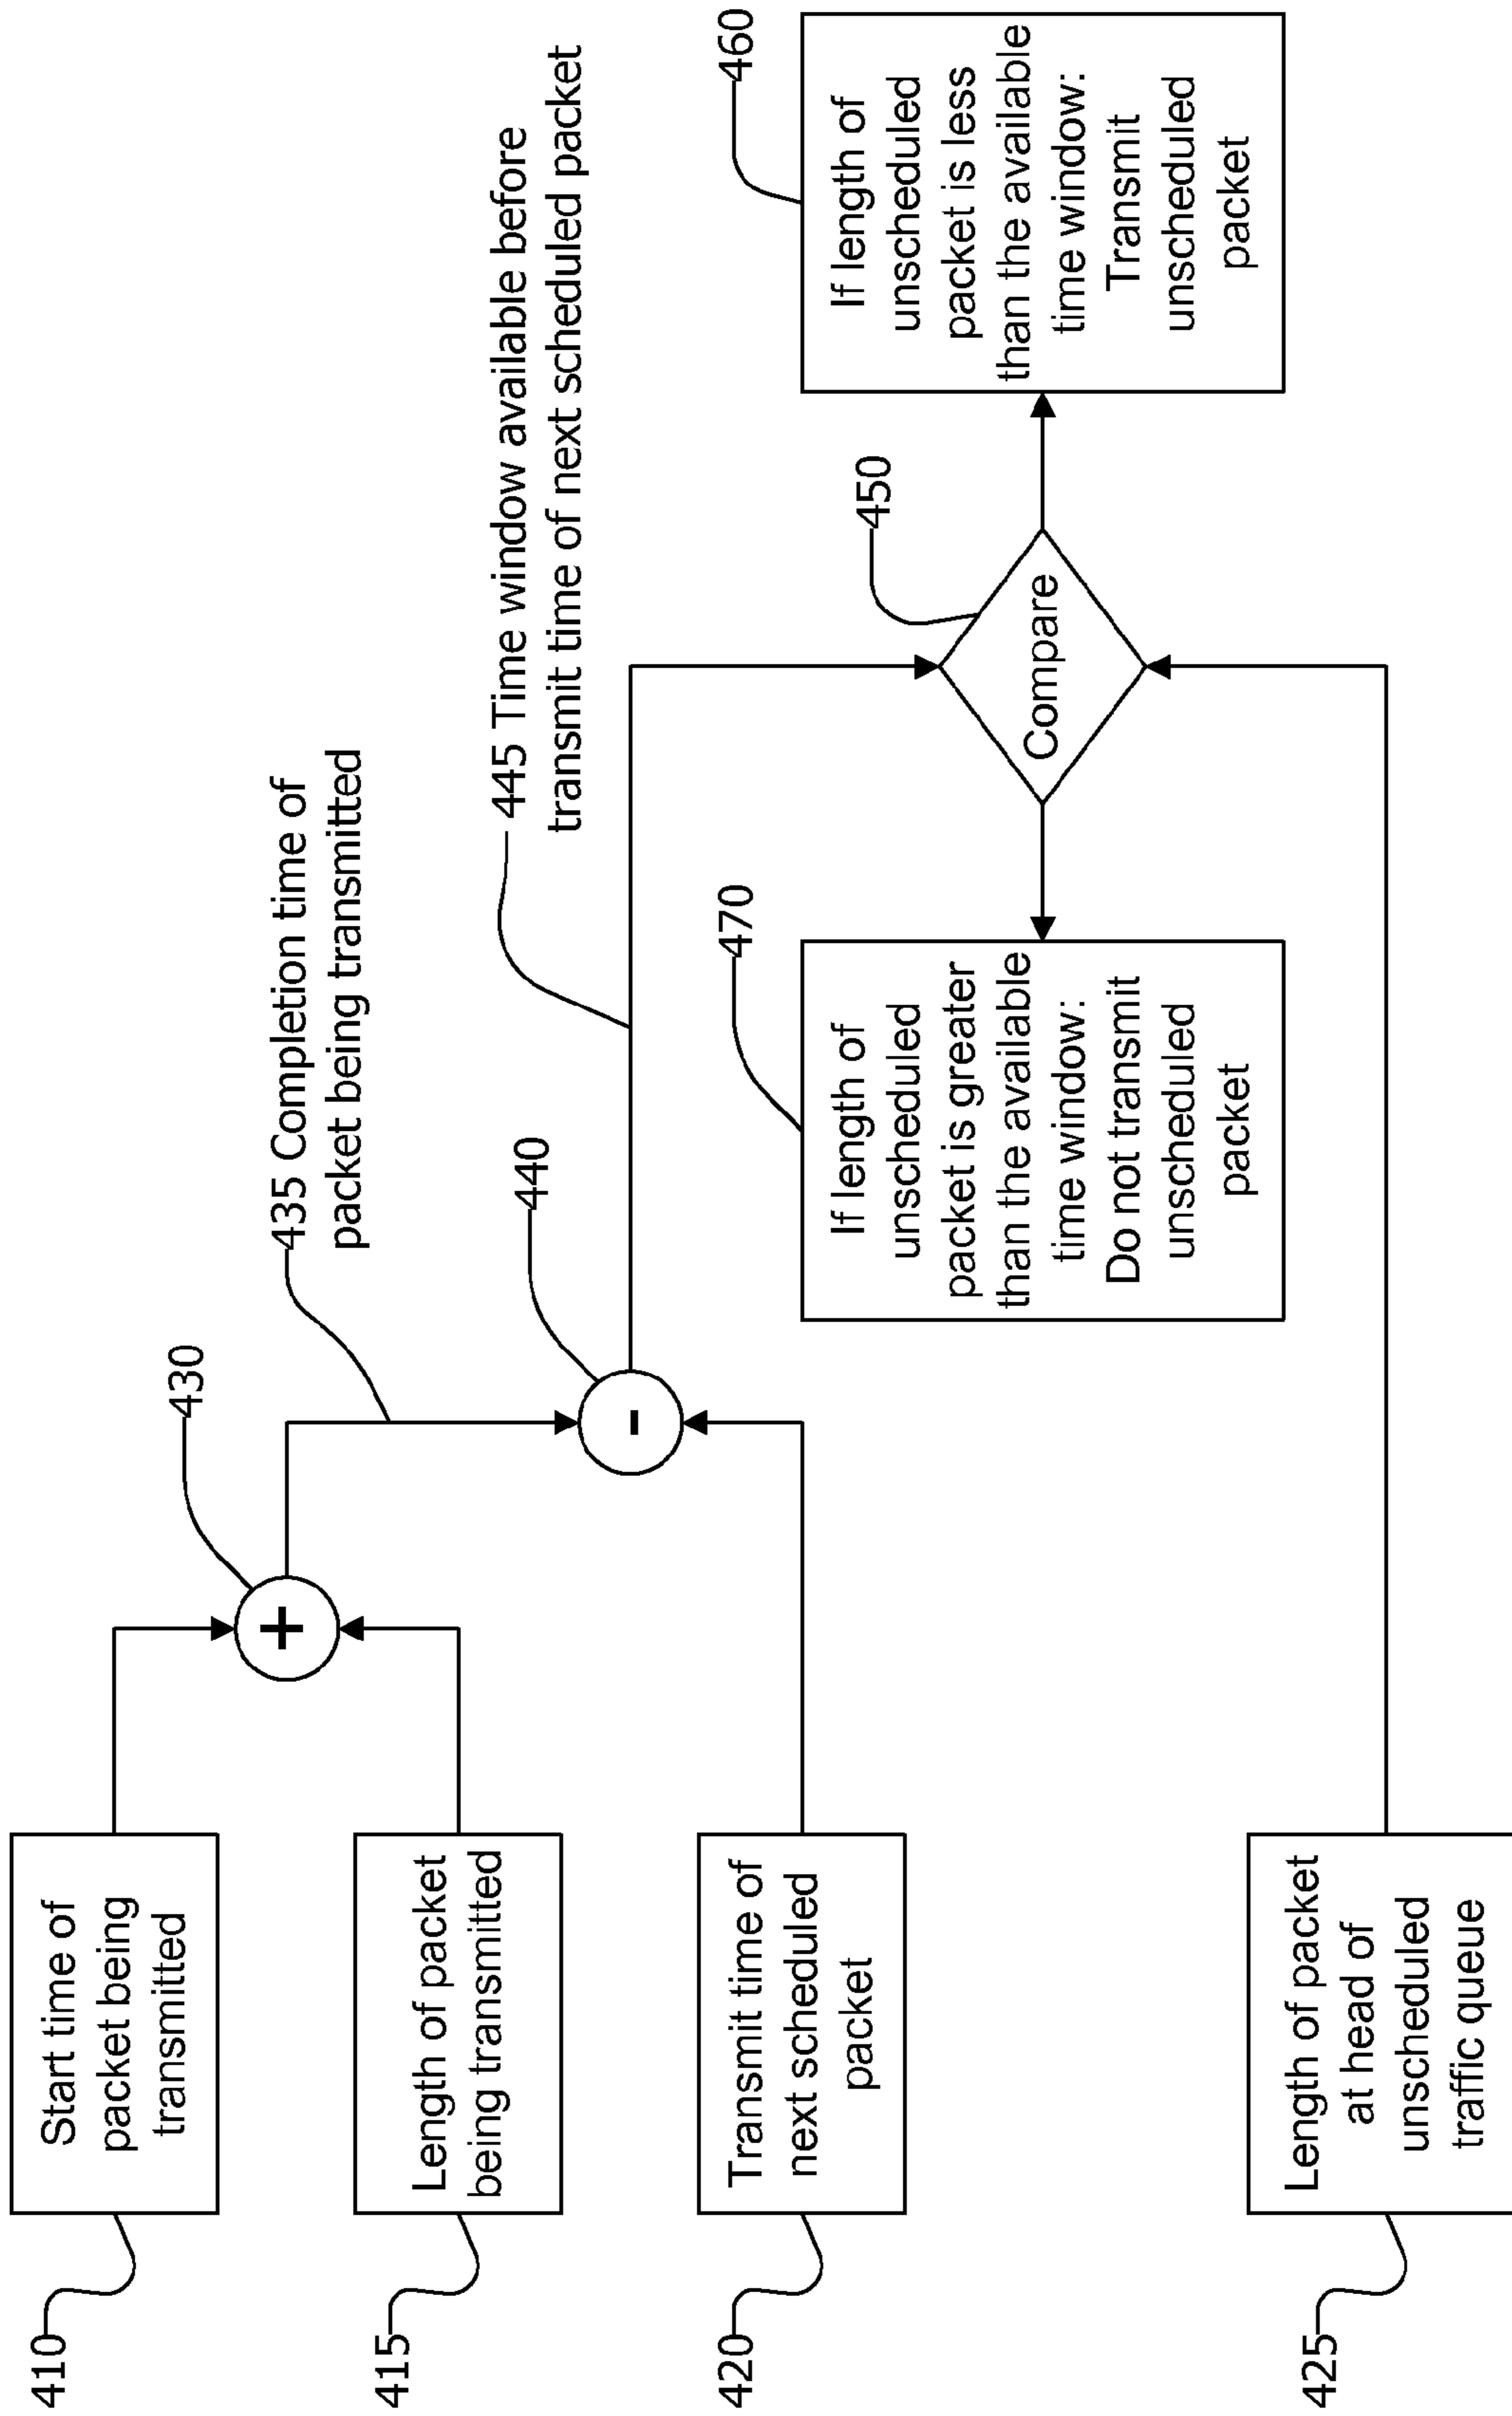 410
Start time of
packet being
transmitted
415
Length of packet
being transmitted
420
Transmit time of
next scheduled
packet
425
Length of packet
at head of
unscheduled
traffic queue
430
+
435 Completion time of
packet being transmitted
440
-
445 Time window available before
transmit time of next scheduled packet
450
Compare
470
If length of
unscheduled
packet is greater
than the available
time window:
Do not transmit
unscheduled
packet
460
If length of
unscheduled
packet is less
than the available
time window:
Transmit
unscheduled
packet